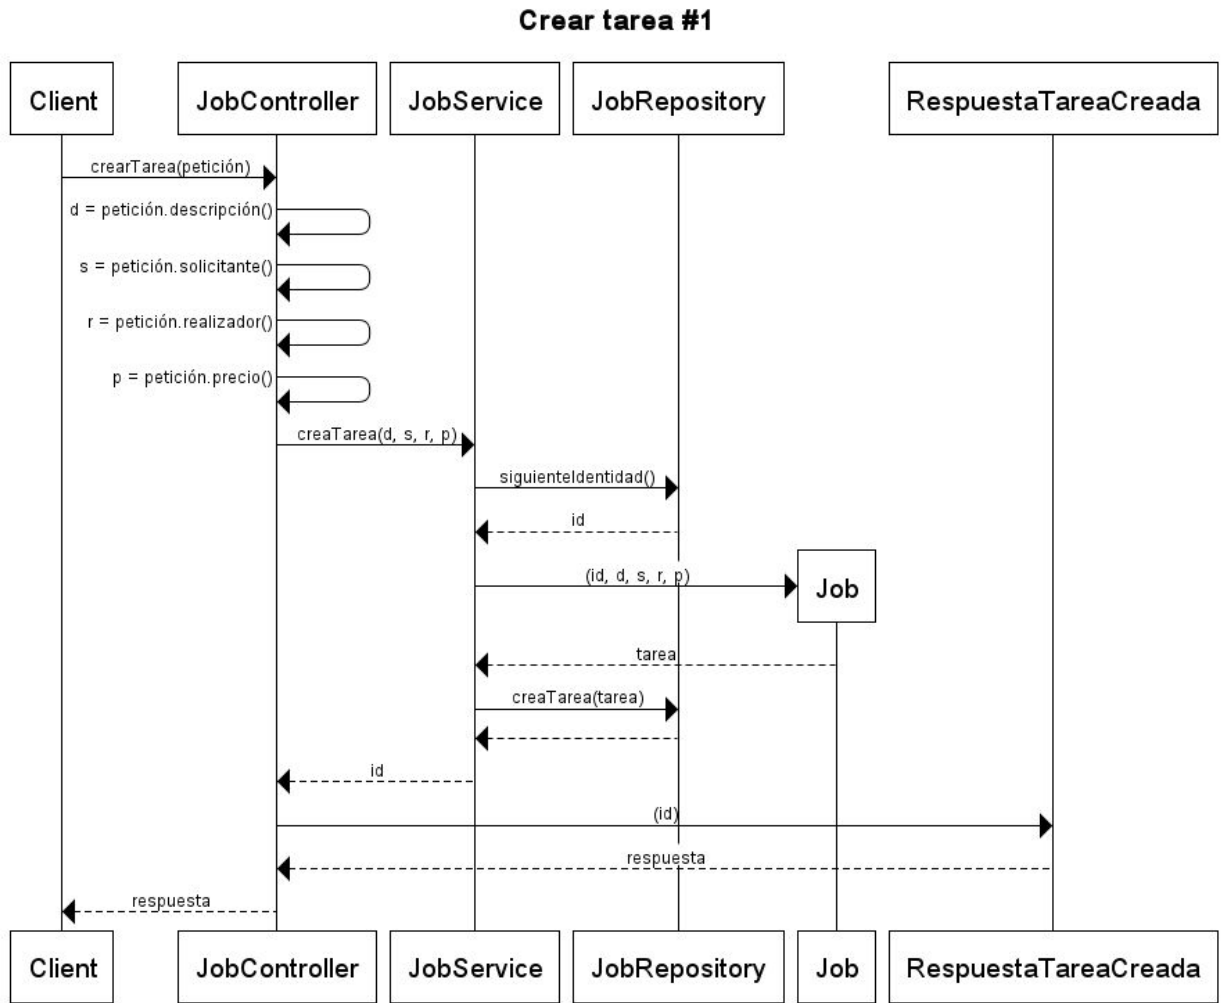 Crear tarea #1
Client JobController JobService JobRepository RespuestaTareaCreada
crearTarea(petición)
d = petición.descripción()
s = petición.solicitante()
r = petición.realizador()
p = petición.precio()
creaTarea(d, s, r, p)
siguienteIdentidad()
id
(id, d, s, r, p)
Job
tarea
creaTarea(tarea)
id
(id)
respuesta
respuesta
Client JobController JobService JobRepository Job RespuestaTareaCreada